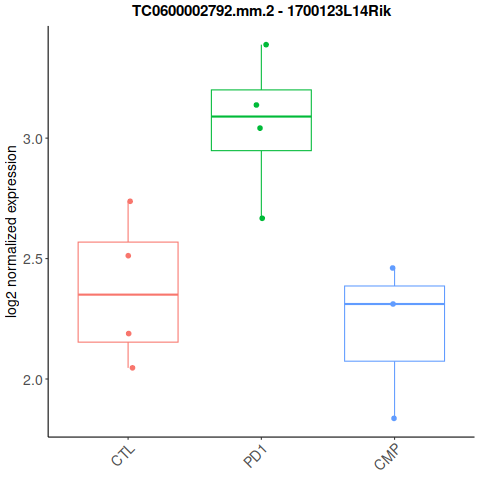 TC0600002792.mm.2 - 1700123L14Rik
log2 normalized expression
3.0
2.5
2.0
CTL
PD1
CMP